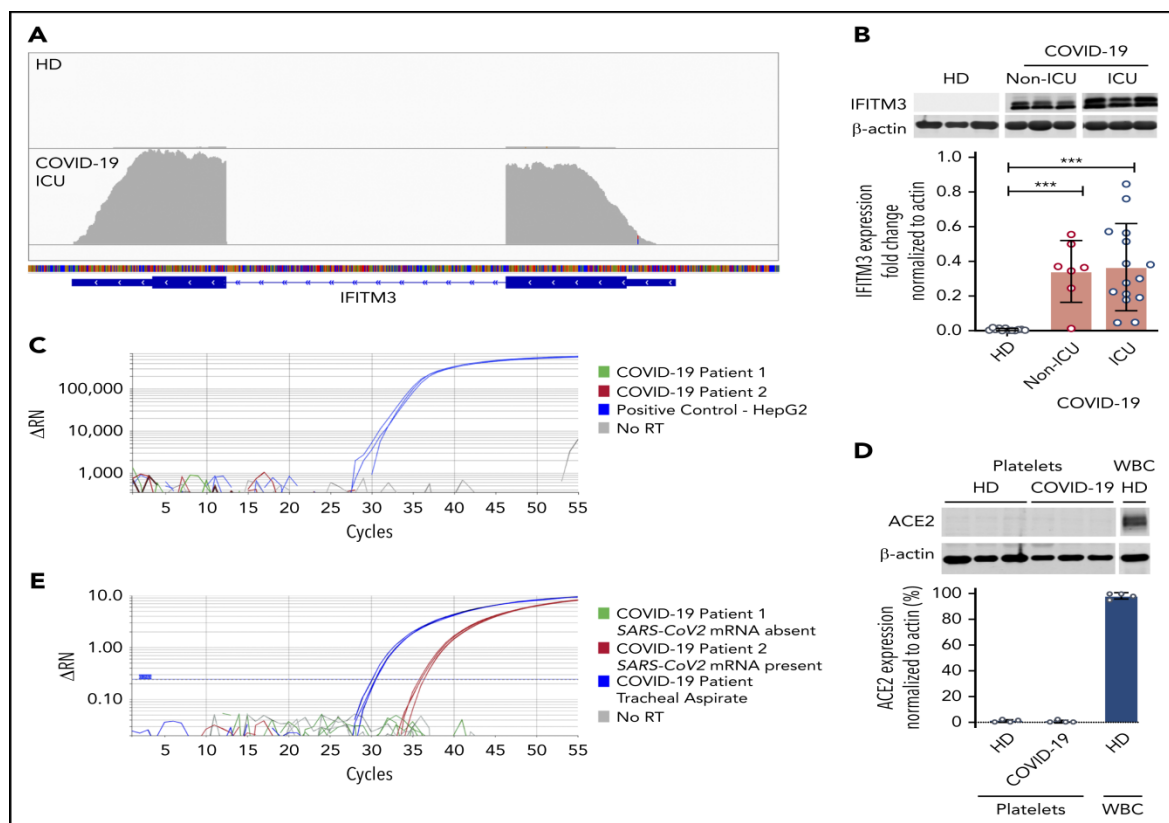 A
HD
COVID-19
ICU
IFITM3
B
COVID-19
HD
Non-ICU
ICU
IFITM3
β-actin
IFITM3 expression
fold change
normalized to actin
1.0
0.8
0.6
0.4
0.2
0.0
***
***
HD
Non-ICU
ICU
COVID-19
C
ΔRN
100,000
10,000
1,000
5 10 15 20 25 30 35 40 45 50 55
Cycles
COVID-19 Patient 1
COVID-19 Patient 2
Positive Control - HepG2
No RT
D
Platelets
WBC
HD
COVID-19
HD
ACE2
β-actin
ACE2 expression
normalized to actin (%)
100
80
60
40
20
0
HD
COVID-19
HD
Platelets
WBC
E
ΔRN
10.0
1.00
0.10
5 10 15 20 25 30 35 40 45 50 55
Cycles
COVID-19 Patient 1
SARS-CoV2 mRNA absent
COVID-19 Patient 2
SARS-CoV2 mRNA present
COVID-19 Patient
Tracheal Aspirate
No RT